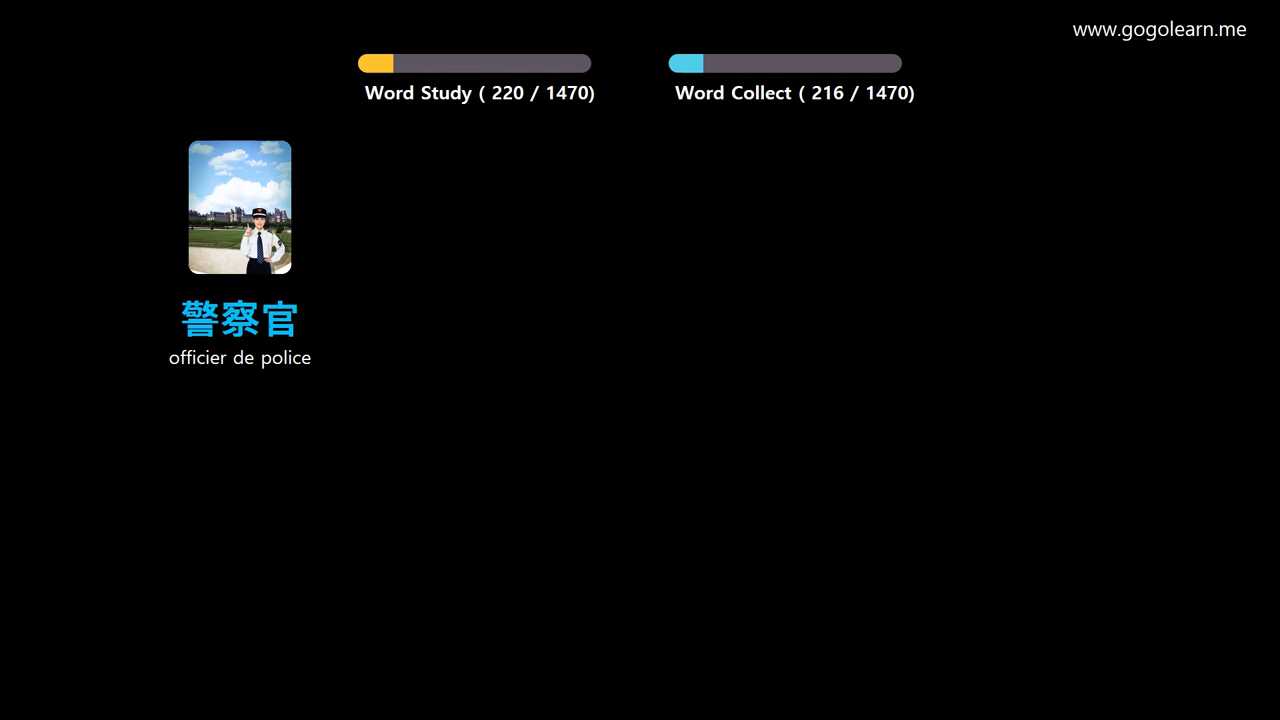 www.gogolearn.me
Word Study ( 220 / 1470)
Word Collect ( 216 / 1470)
警察官
officier de police